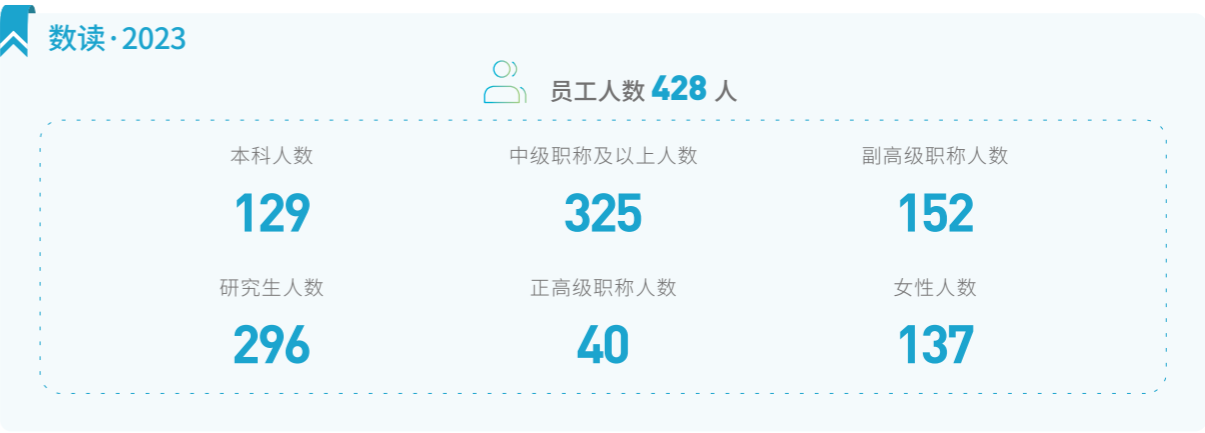 数读·2023
员工人数 428 人
本科人数 中级职称及以上人数 副高级职称人数
129 325 152
研究生人数 正高级职称人数 女性人数
296 40 137